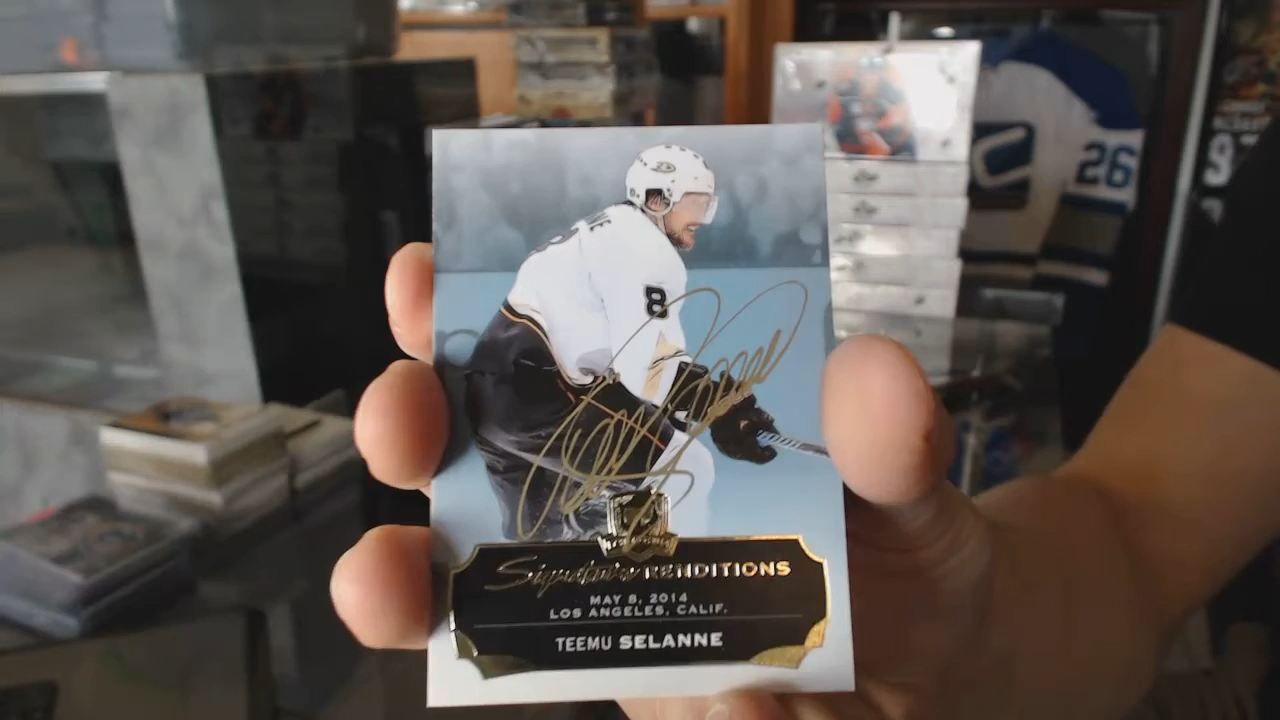 8
Signature RENDITIONS
MAY 8, 2014
LOS ANGELES, CALIF.
TEEMU SELANNE
26